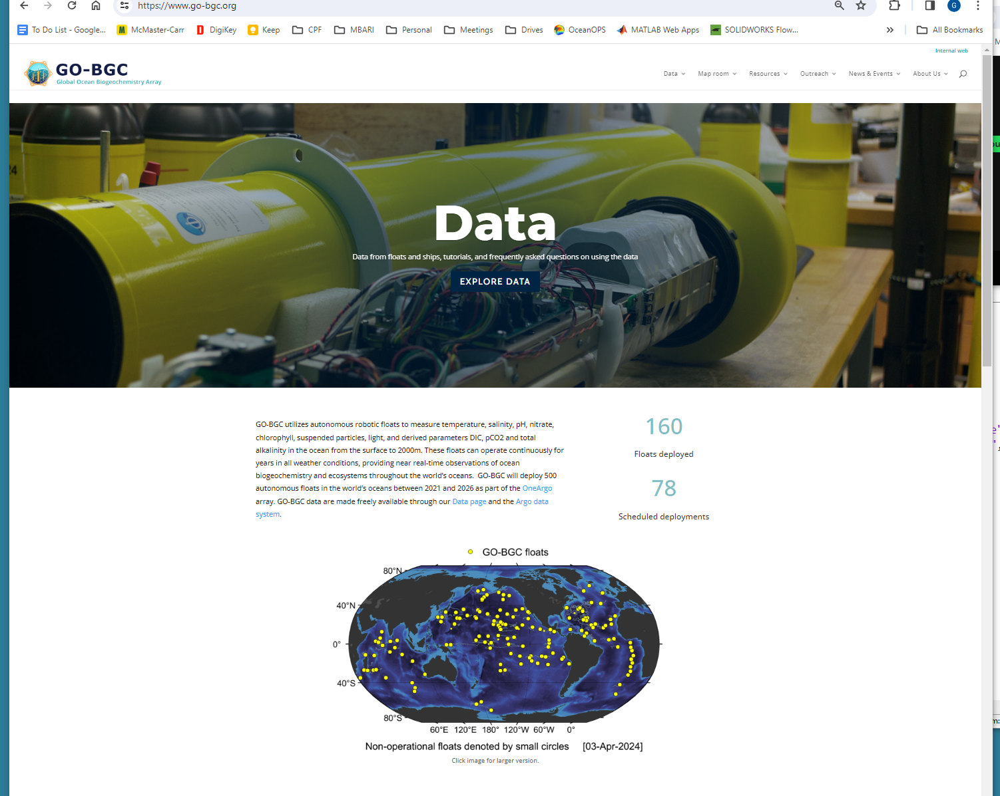 https://www.go-bgc.org
G
To Do List - Google...
M McMaster-Carr
D DigiKey
Keep
CPF
MBARI
Personal
Meetings
Drives
OceanOPS
MATLAB Web Apps
SOLIDWORKS Flow...
»
All Bookmarks
Internal web
GO-BGC
Global Ocean Biogeochemistry Array
Data
Map room
Resources
Outreach
News & Events
About Us
Data
Data from floats and ships, tutorials, and frequently asked questions on using the data
EXPLORE DATA
GO-BGC utilizes autonomous robotic floats to measure temperature, salinity, pH, nitrate,
chlorophyll, suspended particles, light, and derived parameters DIC, pCO2 and total
alkalinity in the ocean from the surface to 2000m. These floats can operate continuously for
years in all weather conditions, providing near real-time observations of ocean
biogeochemistry and ecosystems throughout the world's oceans. GO-BGC will deploy 500
autonomous floats in the world's oceans between 2021 and 2026 as part of the OneArgo
array. GO-BGC data are made freely available through our Data page and the Argo data
system.
160
Floats deployed
78
Scheduled deployments
GO-BGC floats
80°N
40°N
0°
40°S
80°S
60°E 120°E 180° 120°W 60°W 0°
Non-operational floats denoted by small circles [03-Apr-2024]
Click image for larger version.